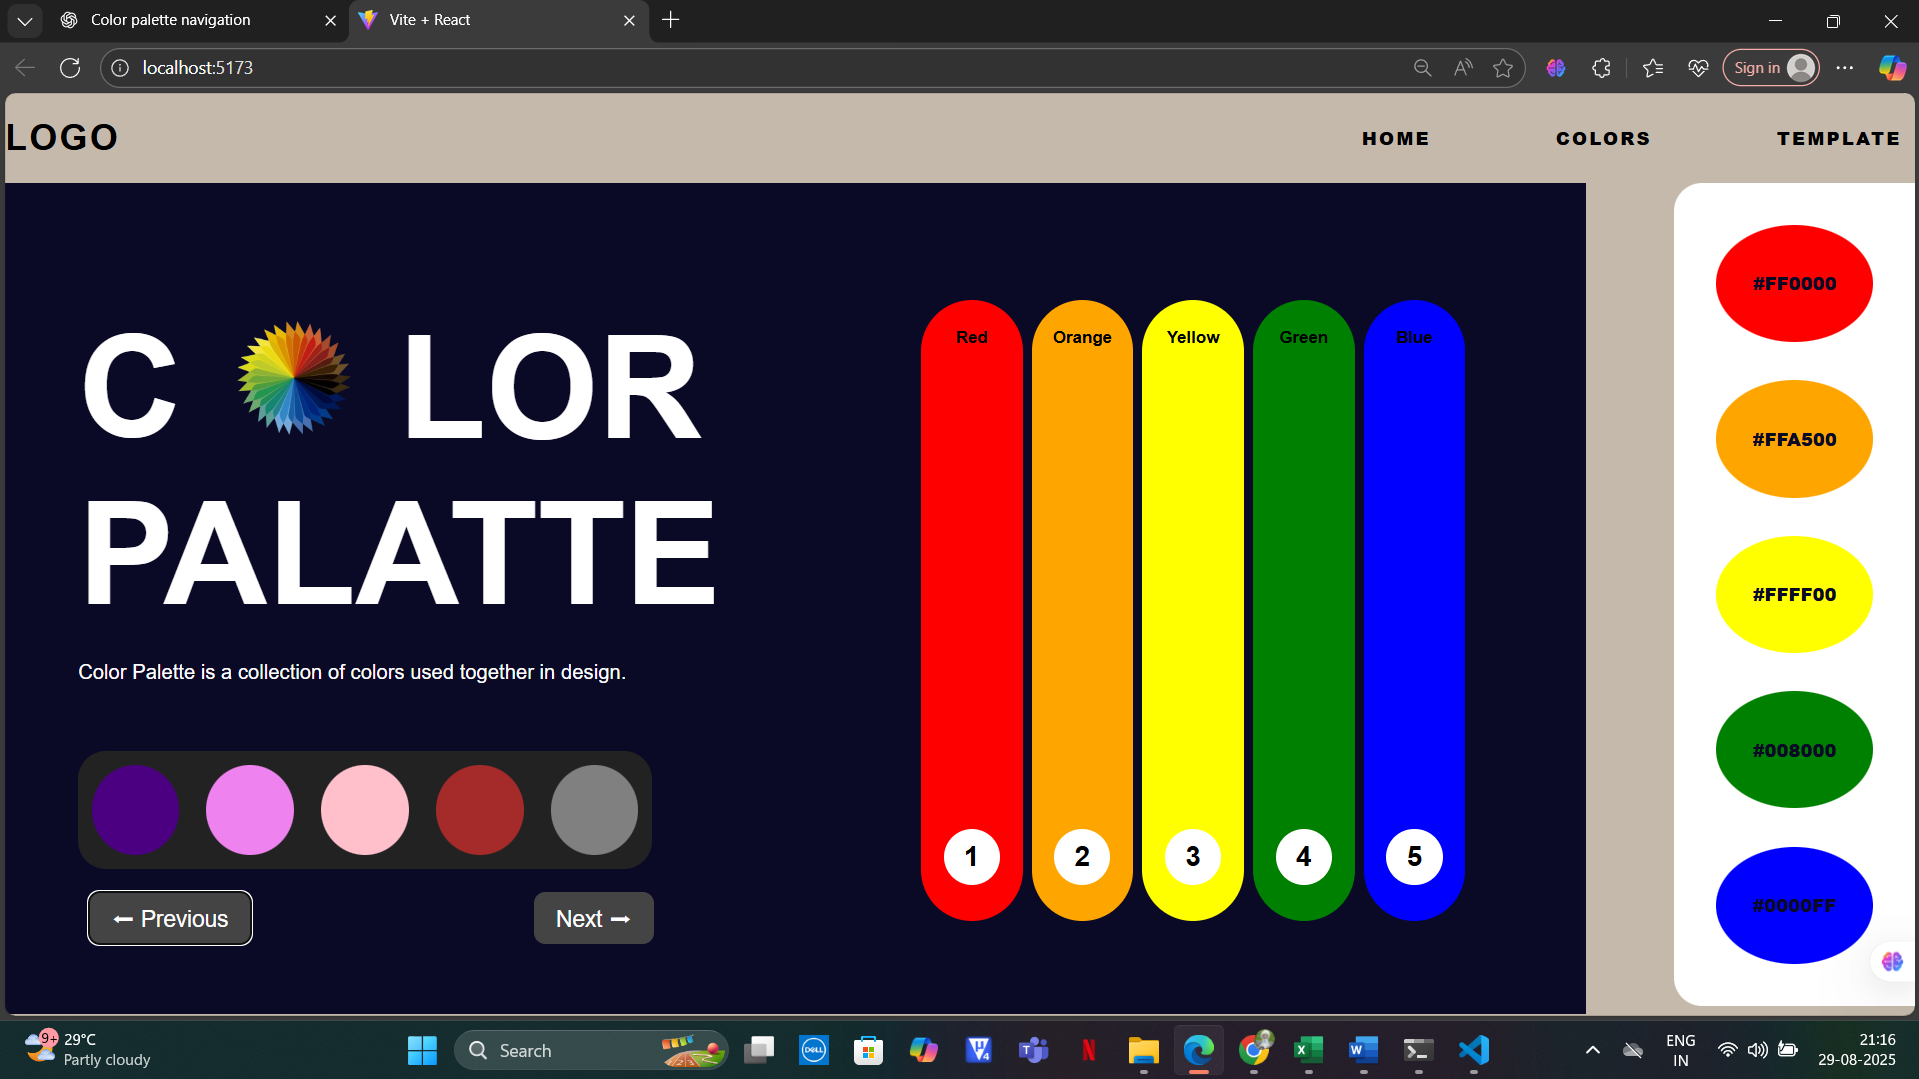 Color palette navigation
Vite + React
localhost:5173
Sign in
LOGO
HOME
COLORS
TEMPLATE
C LOR
PALATTE
Color Palette is a collection of colors used together in design.
← Previous
Next →
Red
Orange
Yellow
Green
Blue
1
2
3
4
5
#FF0000
#FFA500
#FFFF00
#008000
#0000FF
9+
29°C
Partly cloudy
Search
DELL
ENG
IN
21:16
29-08-2025